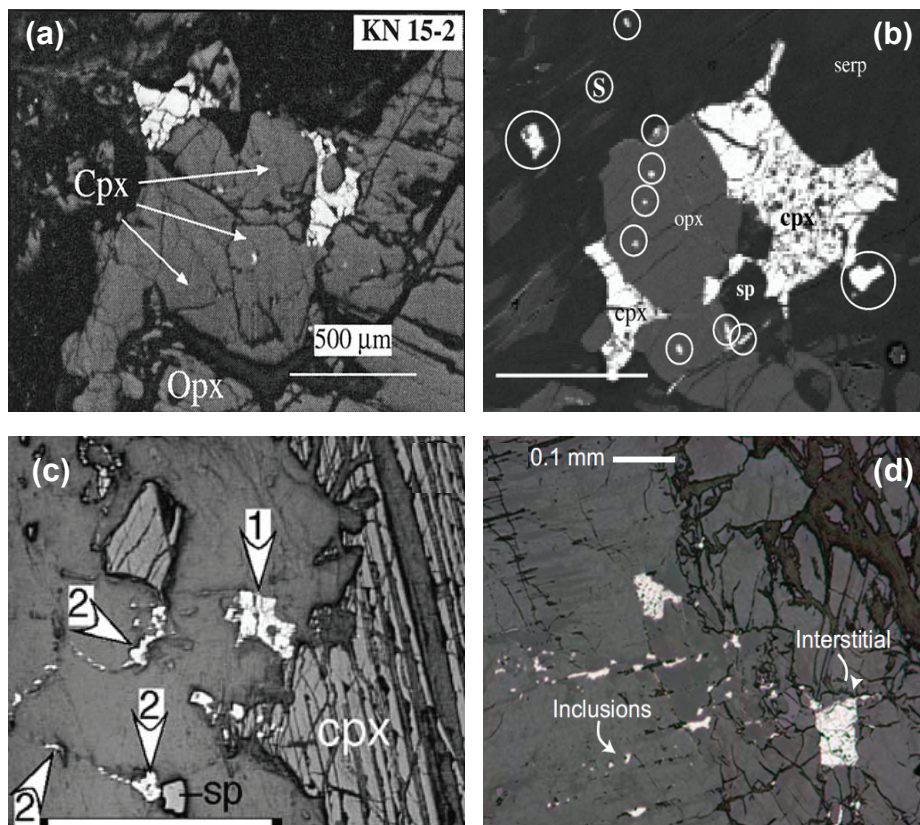 (a)
KN 15-2
Cpx
500 µm
Opx
(b)
serp
S
opx
cpx
sp
cpx
(c)
1
2
2
2
cpx
sp
(d)
0.1 mm
Interstitial
Inclusions